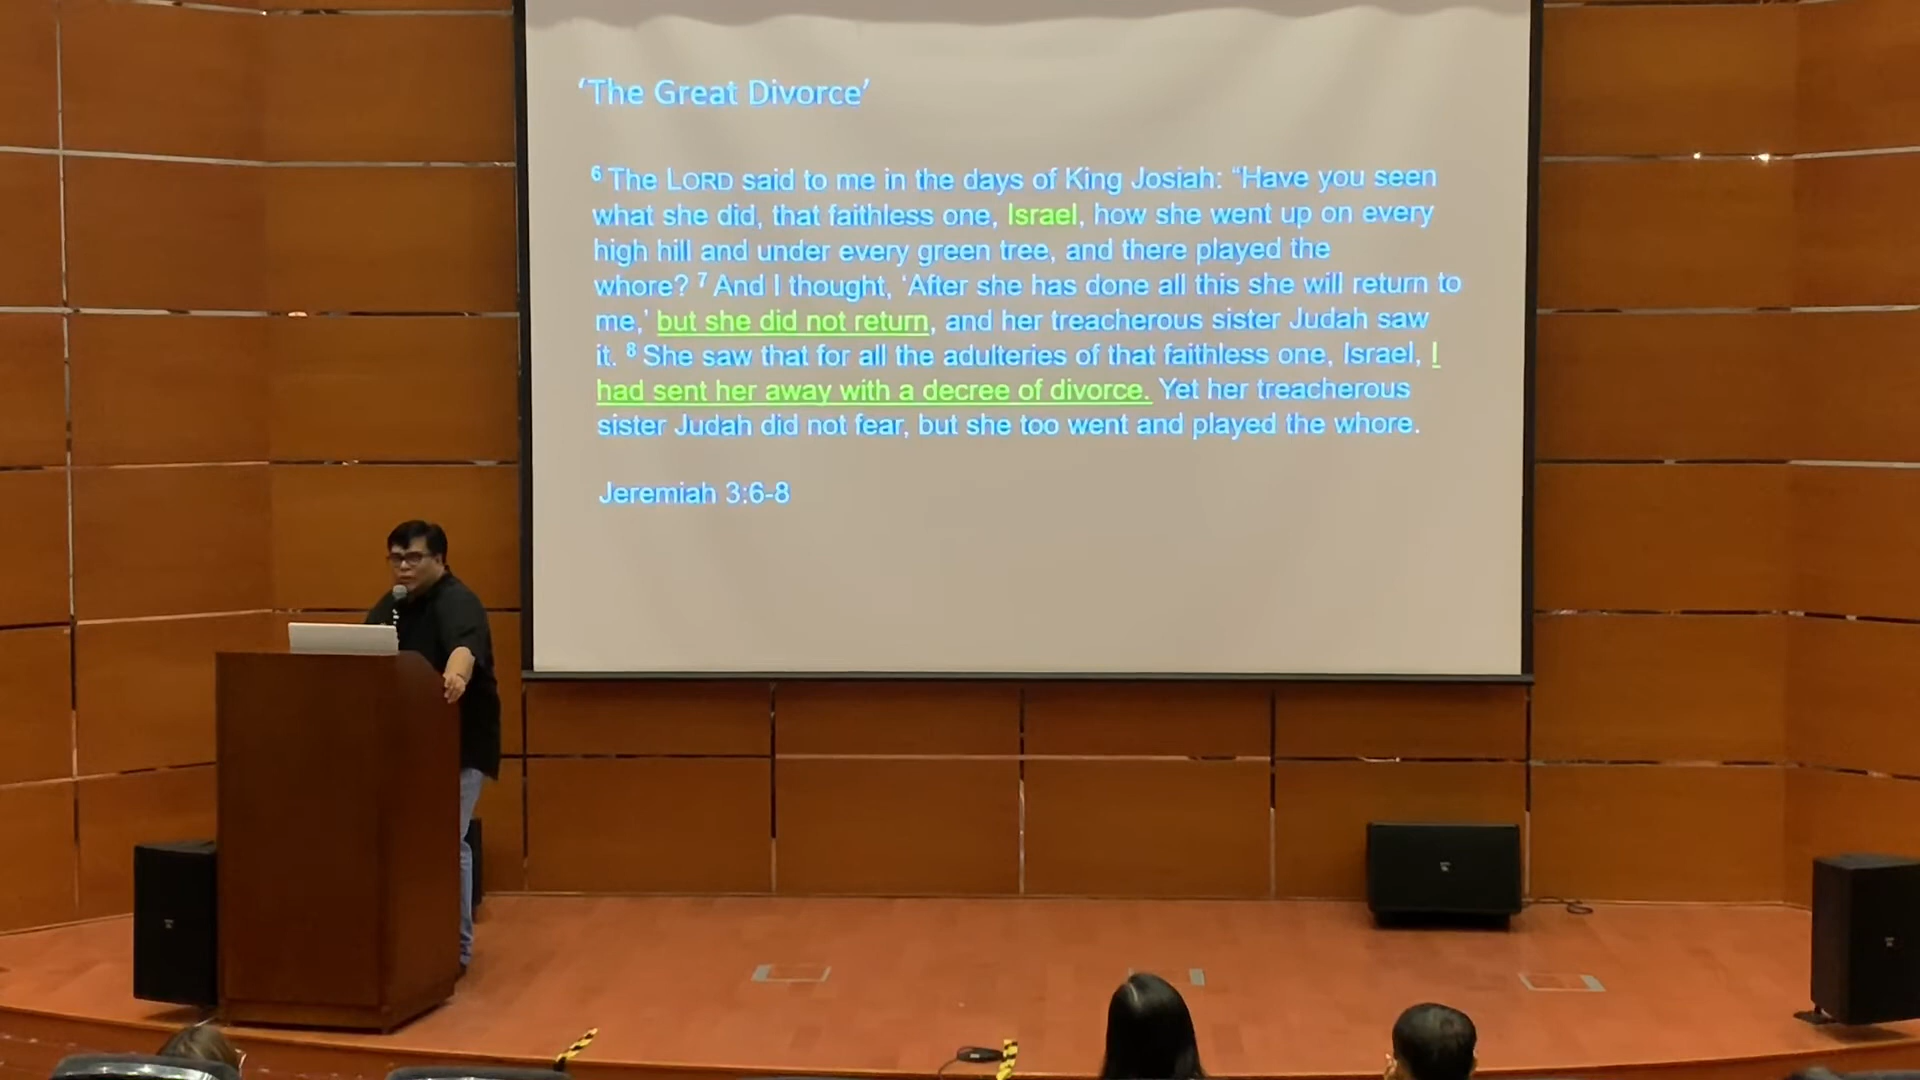 ‘The Great Divorce’
6 The LORD said to me in the days of King Josiah: “Have you seen
what she did, that faithless one, Israel, how she went up on every
high hill and under every green tree, and there played the
whore? 7 And I thought, ‘After she has done all this she will return to
me,’ but she did not return, and her treacherous sister Judah saw
it. 8 She saw that for all the adulteries of that faithless one, Israel, I
had sent her away with a decree of divorce. Yet her treacherous
sister Judah did not fear, but she too went and played the whore.
Jeremiah 3:6-8